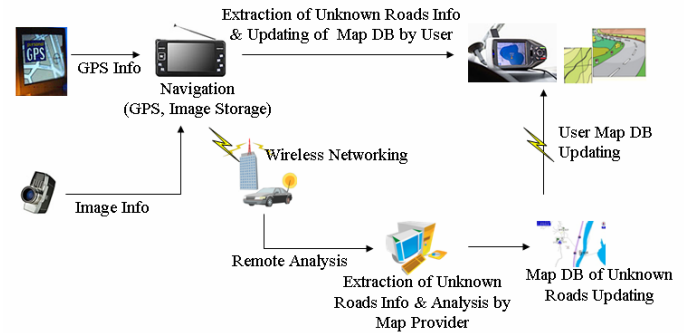 Extraction of Unknown Roads Info
& Updating of Map DB by User
GPS
GPS Info
Navigation
(GPS, Image Storage)
User Map DB
Updating
Wireless Networking
Image Info
Remote Analysis
Extraction of Unknown
Roads Info & Analysis by
Map Provider
Map DB of Unknown
Roads Updating